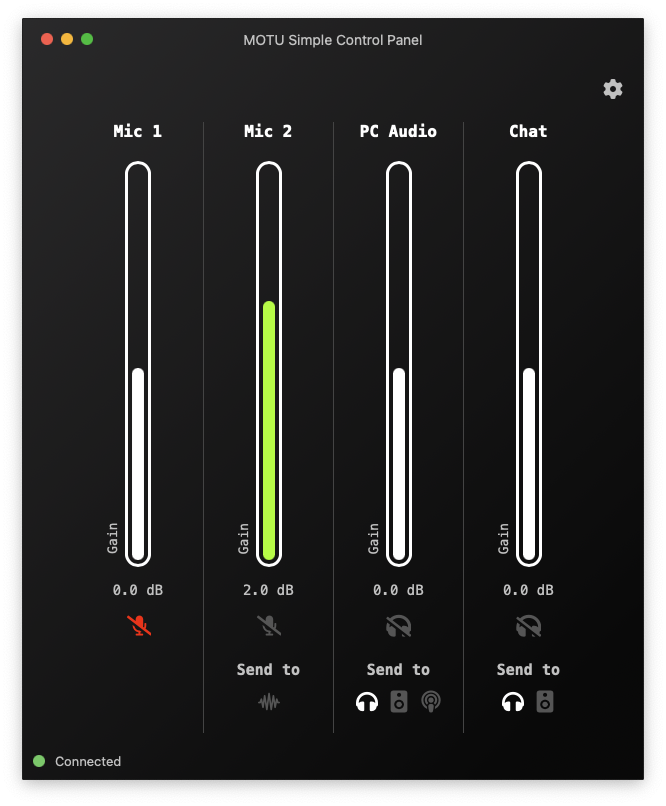 MOTU Simple Control Panel
Mic 1
Mic 2
PC Audio
Chat
Gain
Gain
Gain
Gain
0.0 dB
2.0 dB
0.0 dB
0.0 dB
Send to
Send to
Send to
Connected